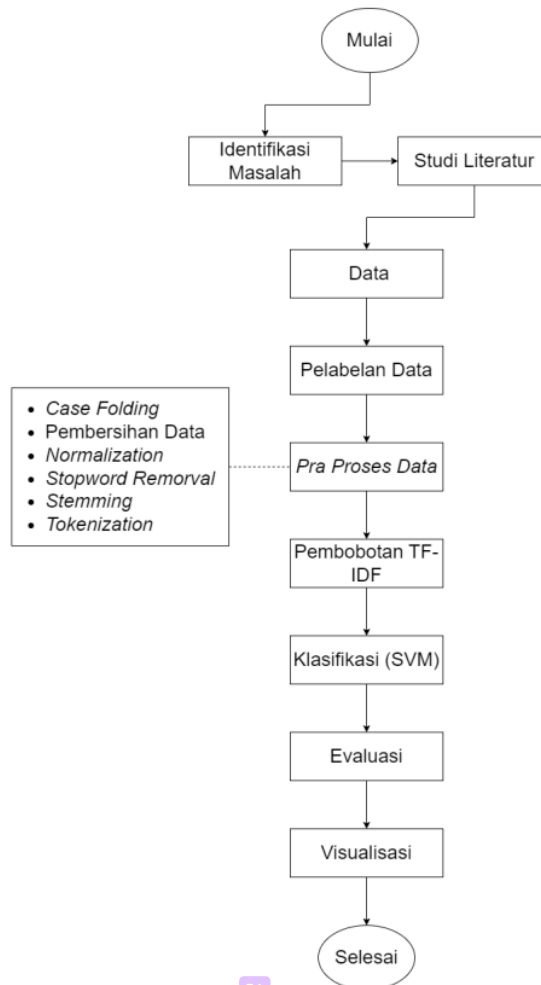 Mulai
Identifikasi
Masalah
Studi Literatur
Data
Pelabelan Data
• Case Folding
• Pembersihan Data
• Normalization
• Stopword Remorval
• Stemming
• Tokenization
Pra Proses Data
Pembobotan TF-
IDF
Klasifikasi (SVM)
Evaluasi
Visualisasi
Selesai